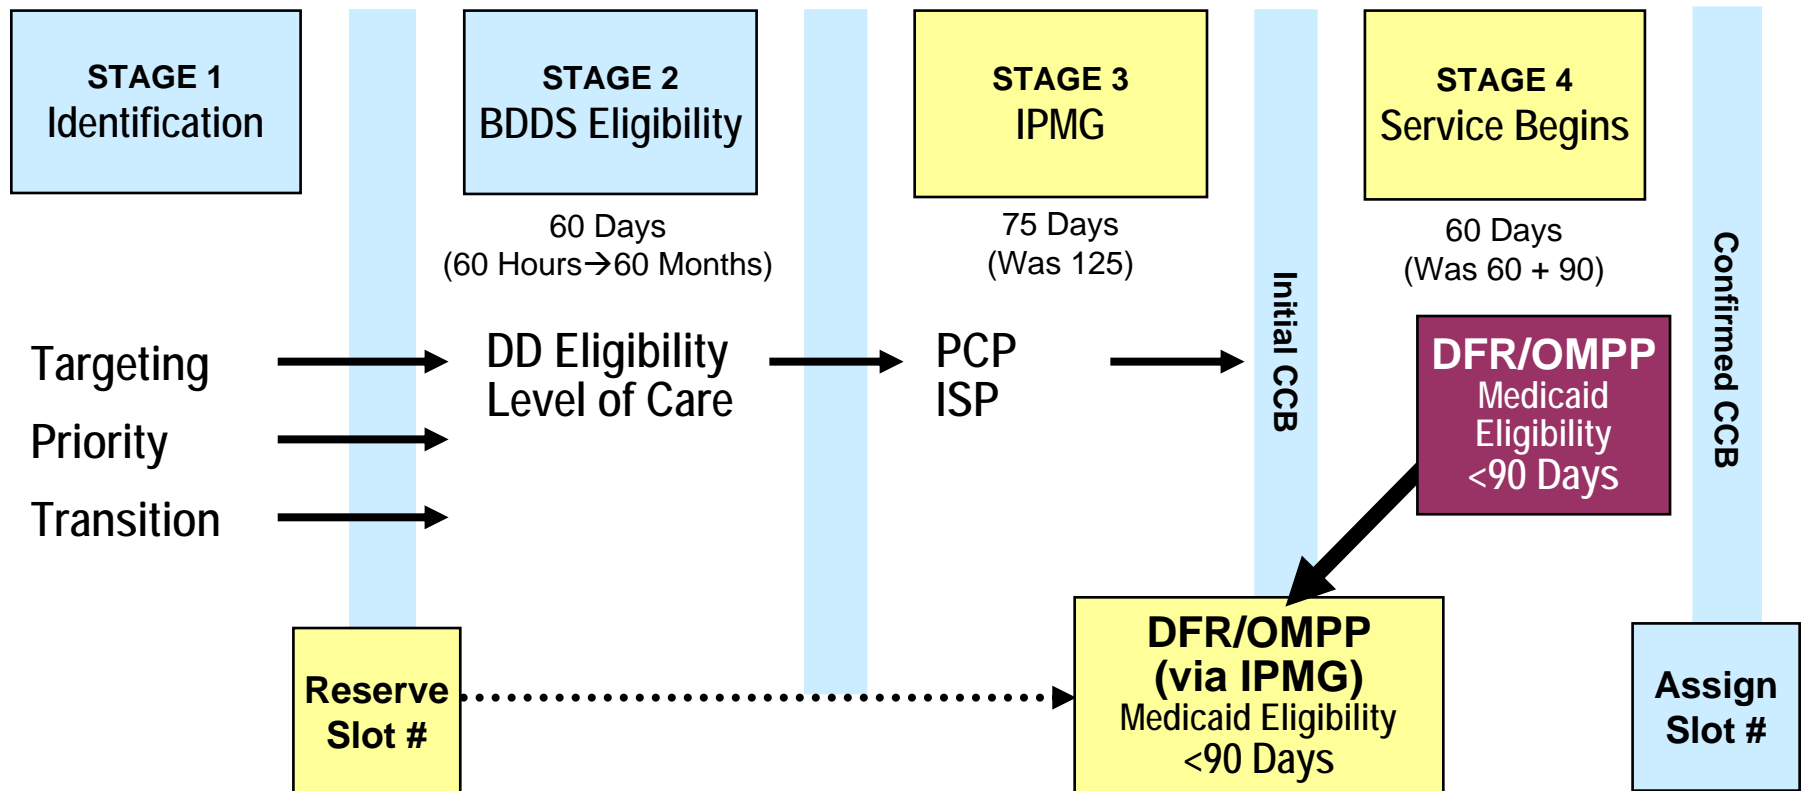 STAGE 1
Identification
STAGE 2
BDDS Eligibility
STAGE 3
IPMG
STAGE 4
Service Begins
60 Days
(60 Hours→60 Months)
75 Days
(Was 125)
60 Days
(Was 60 + 90)
Targeting
Priority
Transition
DD Eligibility
Level of Care
PCP
ISP
Initial CCB
DFR/OMPP
Medicaid
Eligibility
<90 Days
Confirmed CCB
Reserve
Slot #
DFR/OMPP
(via IPMG)
Medicaid Eligibility
<90 Days
Assign
Slot #